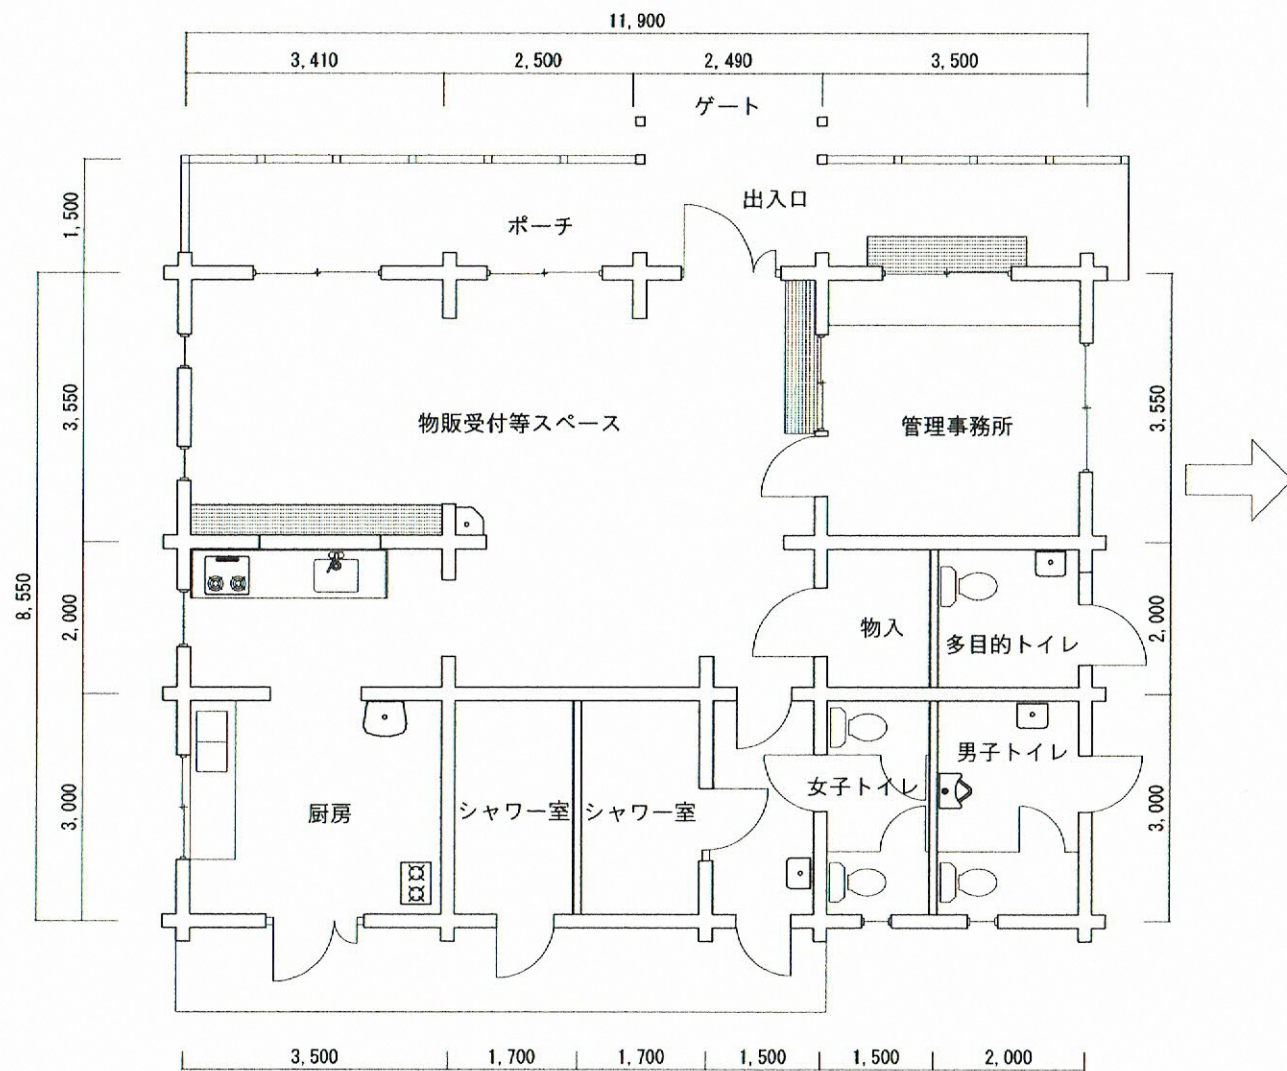 11,900
3,410
2,500
2,490
3,500
ゲート
1,500
出入口
ポーチ
8,550
3,550
物販受付等スペース
管理事務所
3,550
2,000
物入
多目的トイレ
2,000
3,000
厨房
シャワー室
シャワー室
女子トイレ
男子トイレ
3,000
3,500
1,700
1,700
1,500
1,500
2,000